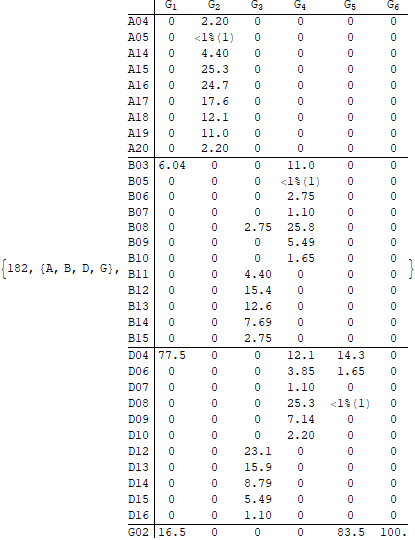 G1 G2 G3 G4 G5 G6
A04 0 2.20 0 0 0 0
A05 0 <1%(1) 0 0 0 0
A14 0 4.40 0 0 0 0
A15 0 25.3 0 0 0 0
A16 0 24.7 0 0 0 0
A17 0 17.6 0 0 0 0
A18 0 12.1 0 0 0 0
A19 0 11.0 0 0 0 0
A20 0 2.20 0 0 0 0
B03 6.04 0 0 11.0 0 0
B05 0 0 0 <1%(1) 0 0
B06 0 0 0 2.75 0 0
B07 0 0 0 1.10 0 0
B08 0 0 2.75 25.8 0 0
B09 0 0 0 5.49 0 0
B10 0 0 0 1.65 0 0
{182, {A, B, D, G}, B11 0 0 4.40 0 0 0 }
B12 0 0 15.4 0 0 0
B13 0 0 12.6 0 0 0
B14 0 0 7.69 0 0 0
B15 0 0 2.75 0 0 0
D04 77.5 0 0 12.1 14.3 0
D06 0 0 0 3.85 1.65 0
D07 0 0 0 1.10 0 0
D08 0 0 0 25.3 <1%(1) 0
D09 0 0 0 7.14 0 0
D10 0 0 0 2.20 0 0
D12 0 0 23.1 0 0 0
D13 0 0 15.9 0 0 0
D14 0 0 8.79 0 0 0
D15 0 0 5.49 0 0 0
D16 0 0 1.10 0 0 0
G02 16.5 0 0 0 83.5 100.